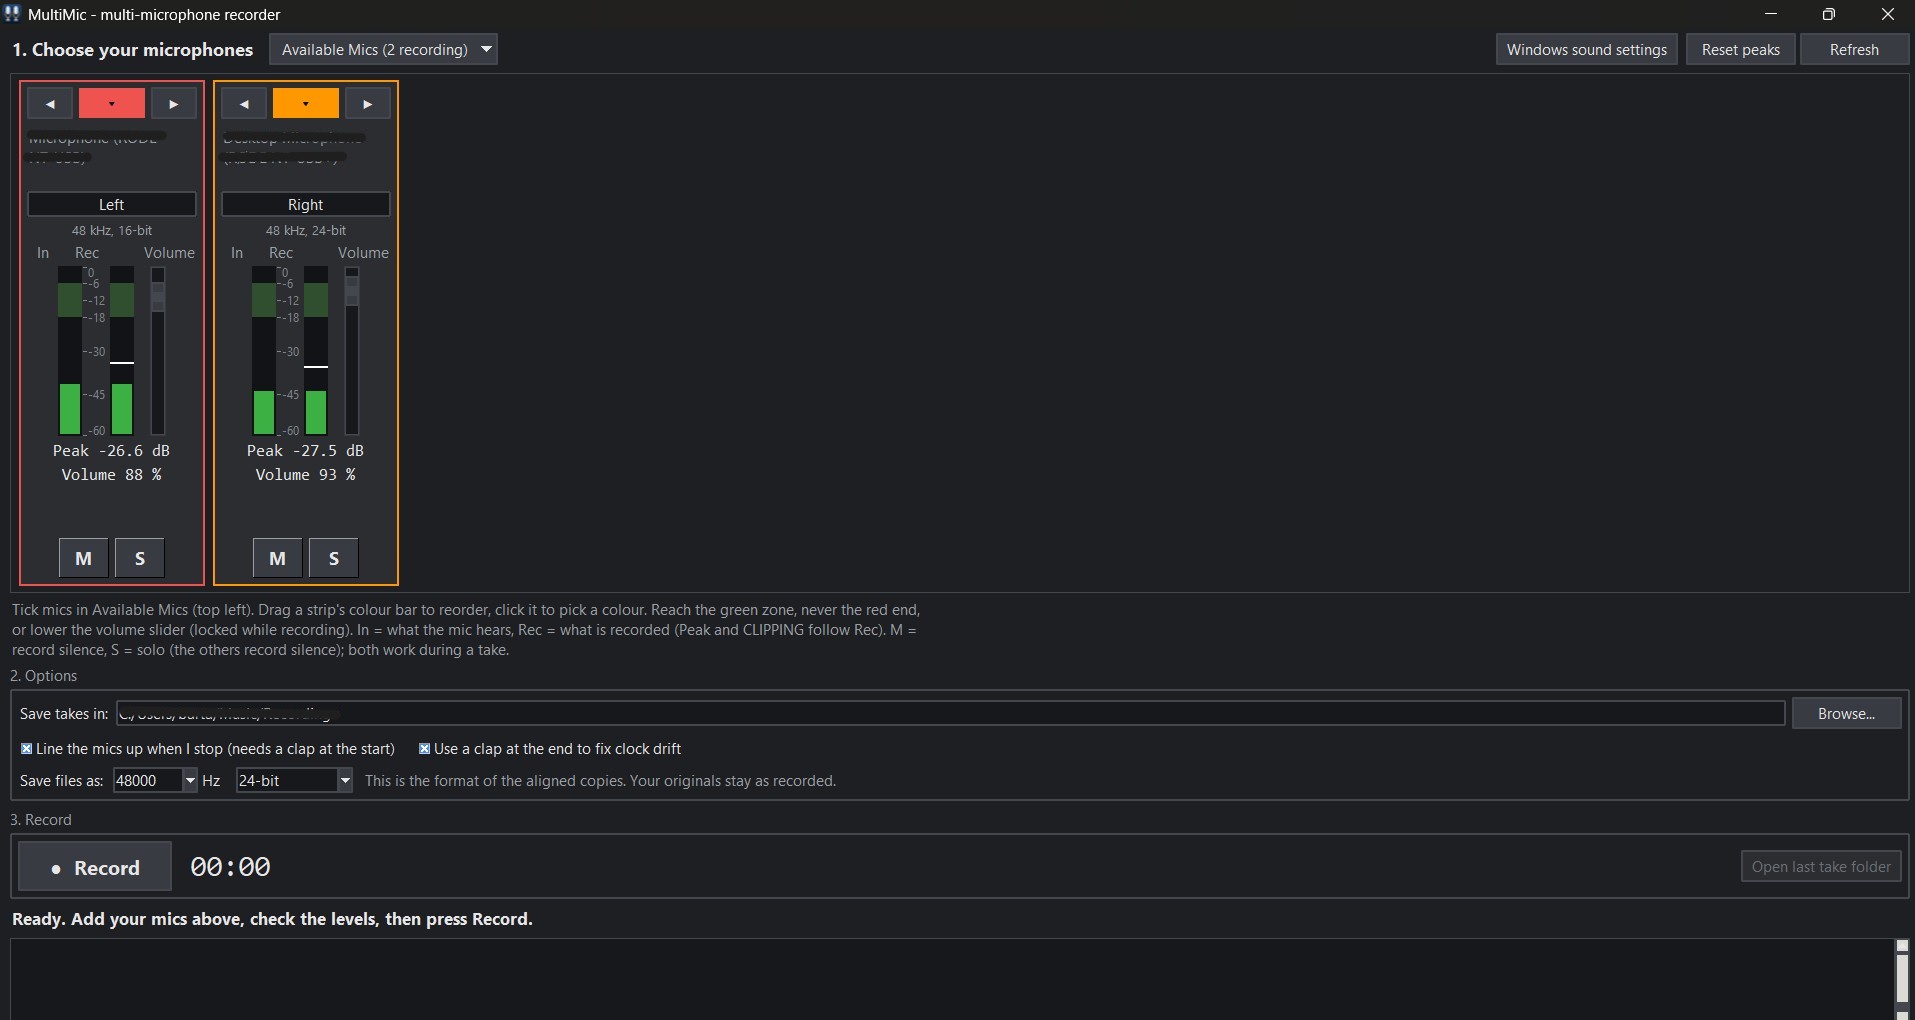 MultiMic - multi-microphone recorder
1. Choose your microphones
Available Mics (2 recording)
Windows sound settings
Reset peaks
Refresh
Left
48 kHz, 16-bit
In Rec Volume
0
-6
-12
-18
-30
-45
-60
Peak -26.6 dB
Volume 88 %
M S
Right
48 kHz, 24-bit
In Rec Volume
0
-6
-12
-18
-30
-45
-60
Peak -27.5 dB
Volume 93 %
M S
Tick mics in Available Mics (top left). Drag a strip's colour bar to reorder, click it to pick a colour. Reach the green zone, never the red end,
or lower the volume slider (locked while recording). In = what the mic hears, Rec = what is recorded (Peak and CLIPPING follow Rec). M =
record silence, S = solo (the others record silence); both work during a take.
2. Options
Save takes in:
Browse...
Line the mics up when I stop (needs a clap at the start) Use a clap at the end to fix clock drift
Save files as: 48000 Hz 24-bit This is the format of the aligned copies. Your originals stay as recorded.
3. Record
● Record 00:00 Open last take folder
Ready. Add your mics above, check the levels, then press Record.